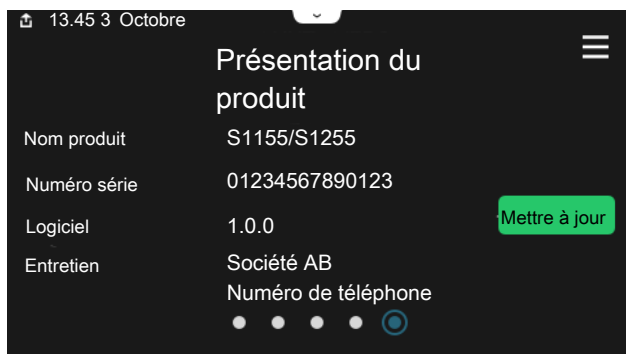 13.45 3 Octobre
Présentation du
produit
Nom produit S1155/S1255
Numéro série 01234567890123
Logiciel 1.0.0 Mettre à jour
Entretien Société AB
Numéro de téléphone